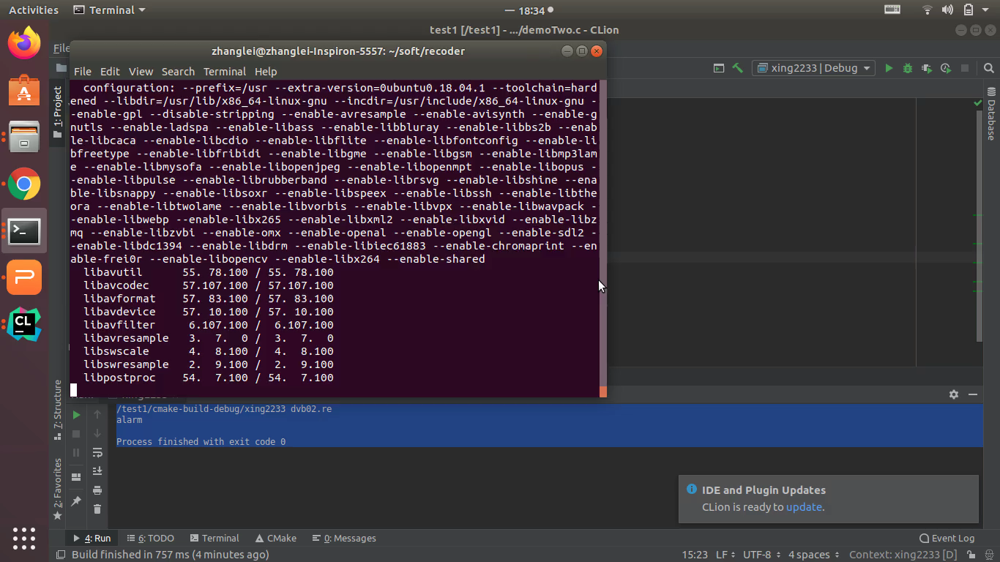 Activities
Terminal
18:34
test1 [/test1] - .../demoTwo.c - CLion
File
zhanglei@zhanglei-Inspiron-5557: ~/soft/recoder
File Edit View Search Terminal Help
xing2233 | Debug
configuration: --prefix=/usr --extra-version=0ubuntu0.18.04.1 --toolchain=hard
ened --libdir=/usr/lib/x86_64-linux-gnu --incdir=/usr/include/x86_64-linux-gnu -
-enable-gpl --disable-stripping --enable-avresample --enable-avisynth --enable-g
nutls --enable-ladspa --enable-libass --enable-libbluray --enable-libbs2b --enab
le-libcaca --enable-libcdio --enable-libflite --enable-libfontconfig --enable-li
bfreetype --enable-libfribidi --enable-libgme --enable-libgsm --enable-libmp3lam
e --enable-libmysofa --enable-libopenjpeg --enable-libopenmpt --enable-libopus -
-enable-libpulse --enable-librubberband --enable-librsvg --enable-libshine --ena
ble-libsnappy --enable-libsoxr --enable-libspeex --enable-libssh --enable-libthe
ora --enable-libtwolame --enable-libvorbis --enable-libvpx --enable-libwavpack -
-enable-libwebp --enable-libx265 --enable-libxml2 --enable-libxvid --enable-libz
mq --enable-libzvbi --enable-omx --enable-openal --enable-opengl --enable-sdl2 -
-enable-libdc1394 --enable-libdrm --enable-libiec61883 --enable-chromaprint --en
able-frei0r --enable-libopencv --enable-libx264 --enable-shared
libavutil 55. 78.100 / 55. 78.100
libavcodec 57.107.100 / 57.107.100
libavformat 57. 83.100 / 57. 83.100
libavdevice 57. 10.100 / 57. 10.100
libavfilter 6.107.100 / 6.107.100
libavresample 3. 7. 0 / 3. 7. 0
libswscale 4. 8.100 / 4. 8.100
libswresample 2. 9.100 / 2. 9.100
libpostproc 54. 7.100 / 54. 7.100
1: Project
7: Structure
2: Favorites
Database
/test1/cmake-build-debug/xing2233 dvb02.re
alarm
Process finished with exit code 0
IDE and Plugin Updates
CLion is ready to update.
4: Run
6: TODO
Terminal
CMake
0: Messages
Event Log
Build finished in 757 ms (4 minutes ago)
15:23 LF UTF-8 4 spaces Context: xing2233 [D]